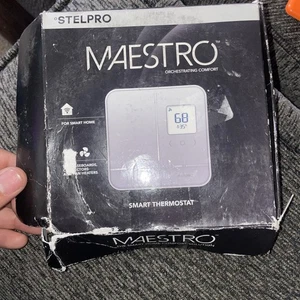 STELPRO
MAESTRO
ORCHESTRATING COMFORT
FOR SMART HOME
68
SMART THERMOSTAT
MAESTRO